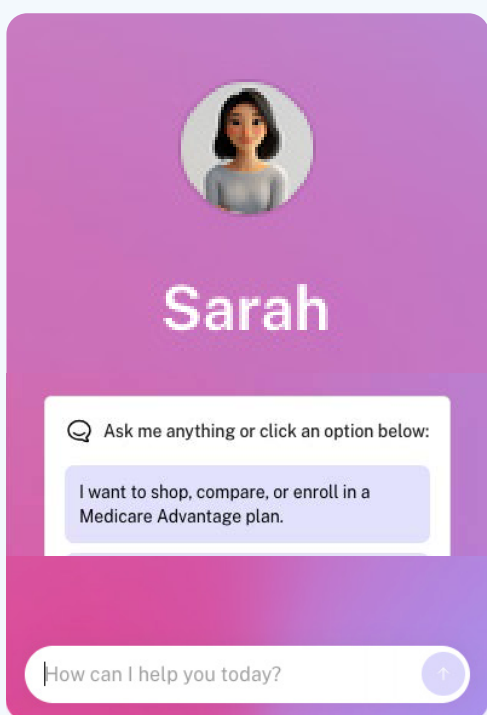 Sarah
Ask me anything or click an option below:
I want to shop, compare, or enroll in a
Medicare Advantage plan.
How can I help you today?